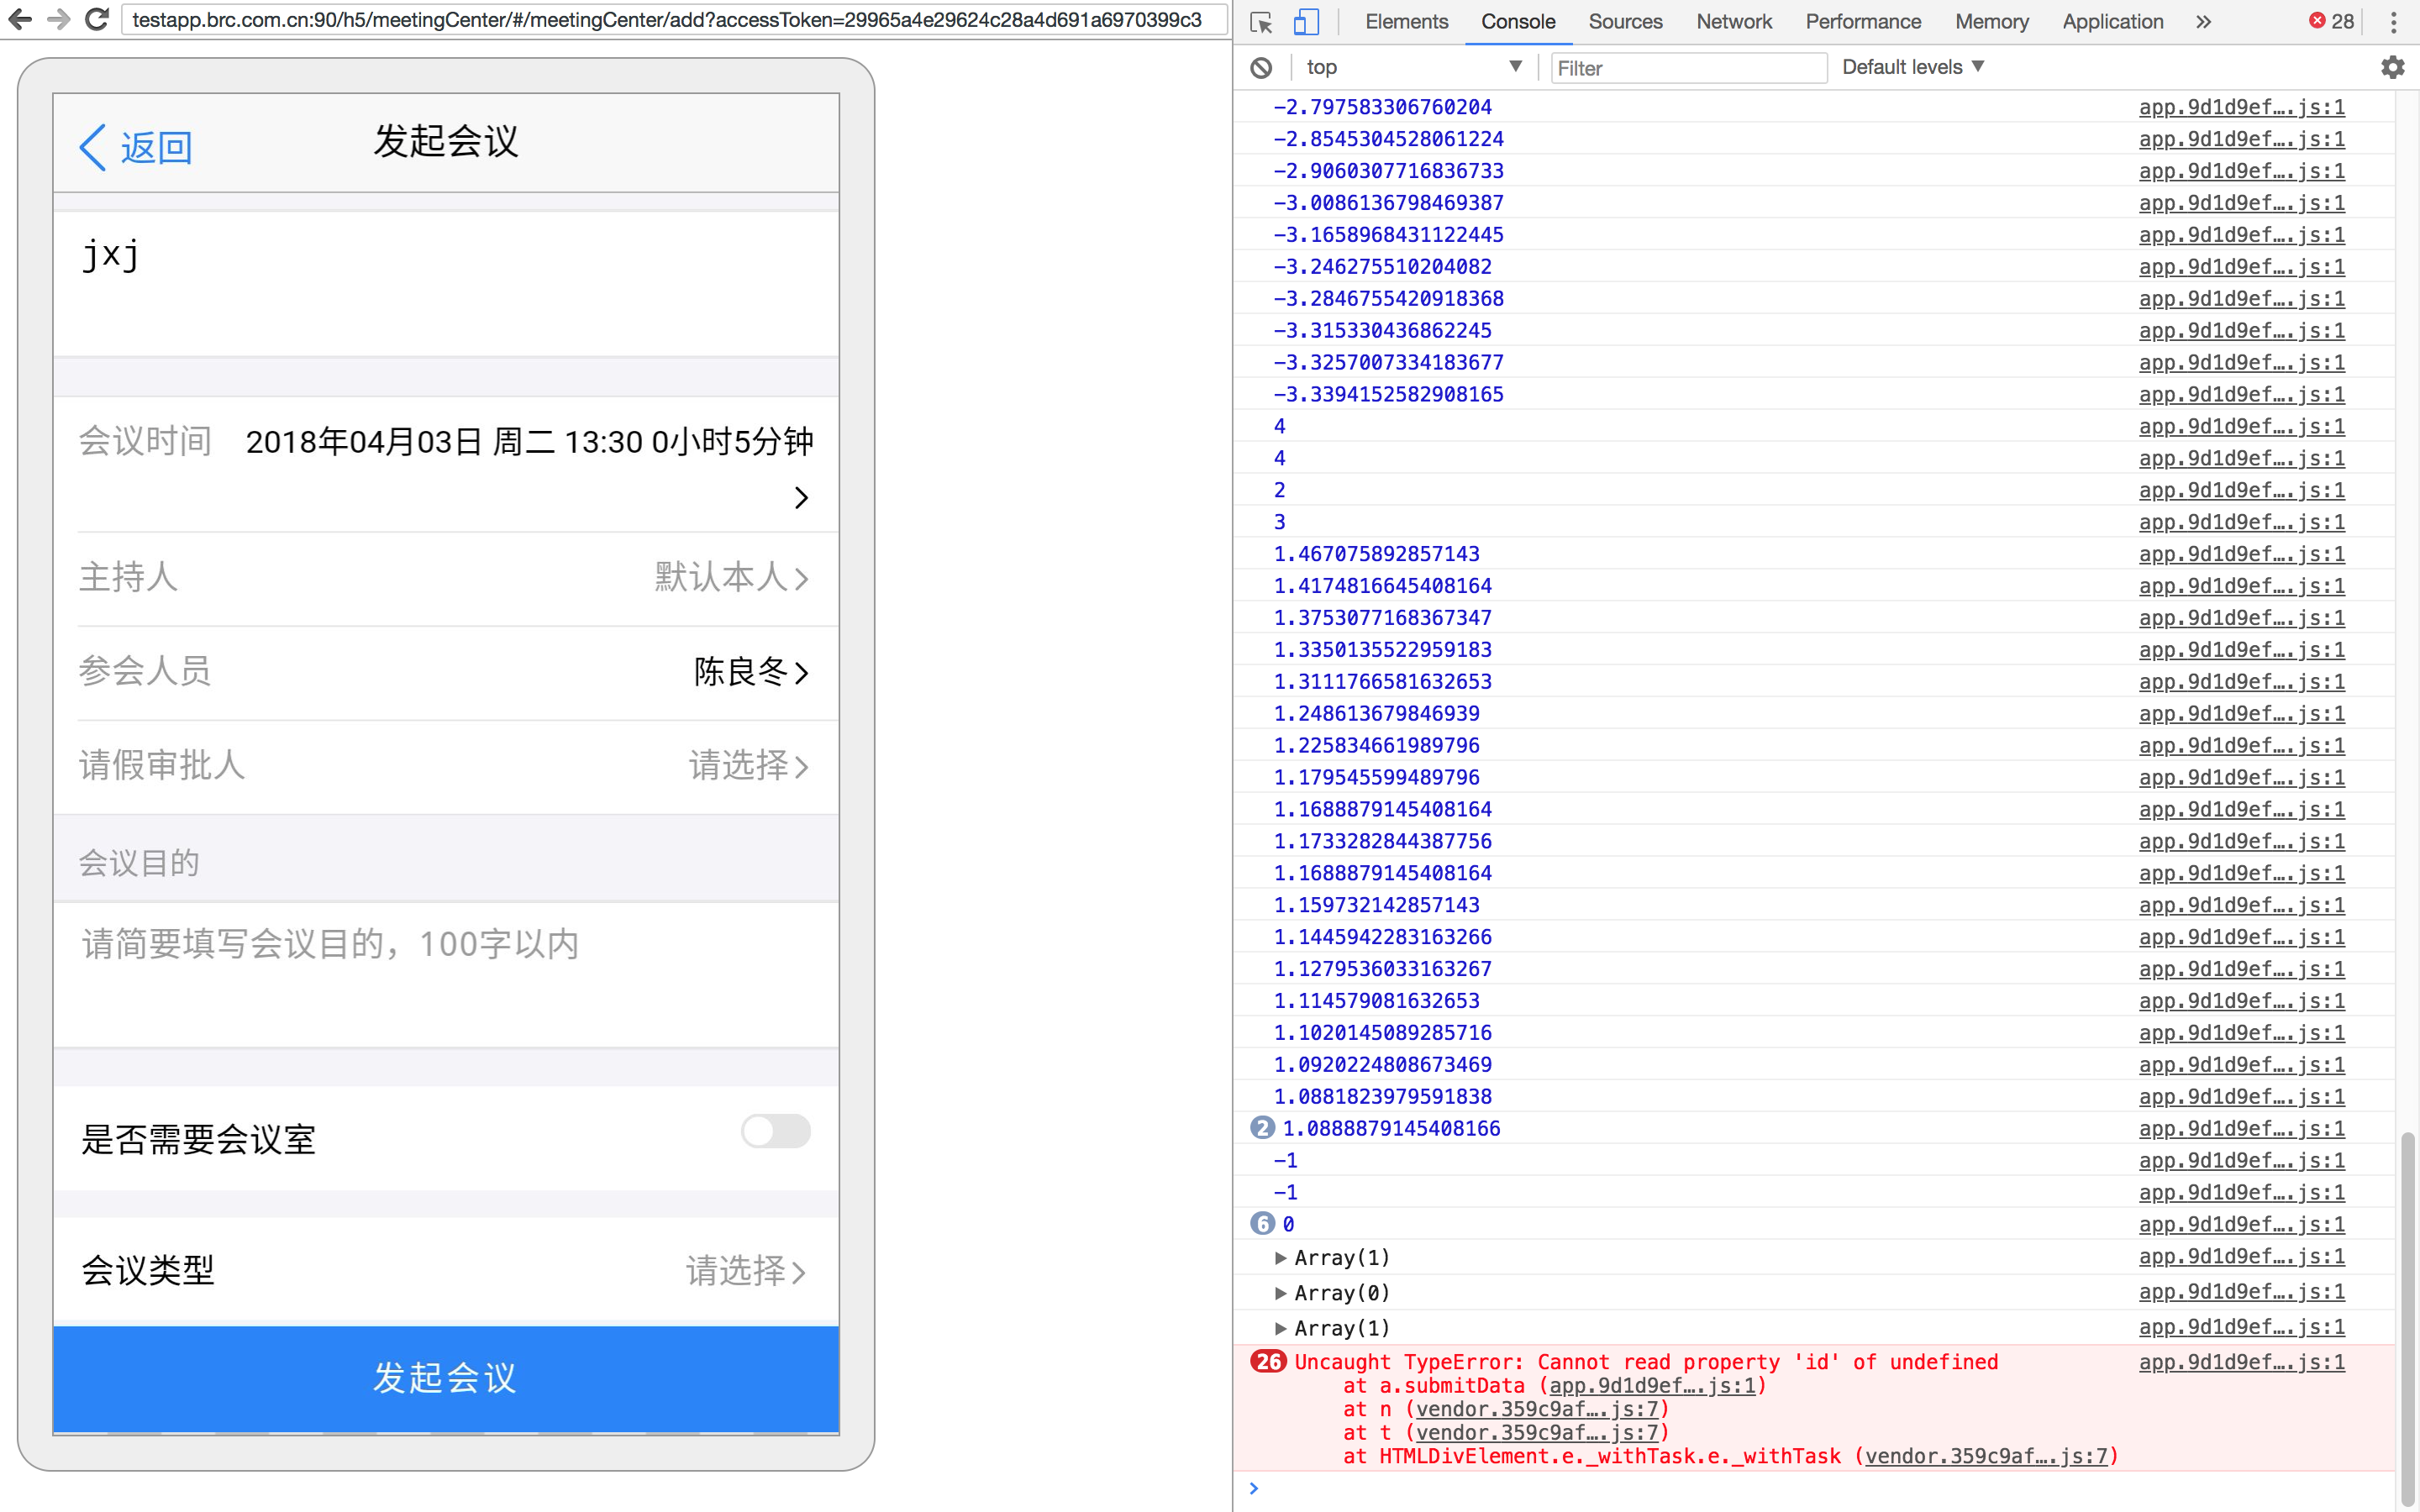 testapp.brc.com.cn:90/h5/meetingCenter/#/meetingCenter/add?accessToken=29965a4e29624c28a4d691a6970399c3
返回
发起会议
jxj
会议时间 2018年04月03日 周二 13:30 0小时5分钟
主持人 默认本人
参会人员 陈良冬
请假审批人 请选择
会议目的
请简要填写会议目的，100字以内
是否需要会议室
会议类型 请选择
发起会议
Elements Console Sources Network Performance Memory Application » 28
top Filter Default levels
-2.797583306760204 app.9d1d9ef….js:1
-2.8545304528061224 app.9d1d9ef….js:1
-2.9060307716836733 app.9d1d9ef….js:1
-3.0086136798469387 app.9d1d9ef….js:1
-3.1658968431122445 app.9d1d9ef….js:1
-3.246275510204082 app.9d1d9ef….js:1
-3.2846755420918368 app.9d1d9ef….js:1
-3.315330436862245 app.9d1d9ef….js:1
-3.3257007334183677 app.9d1d9ef….js:1
-3.3394152582908165 app.9d1d9ef….js:1
4 app.9d1d9ef….js:1
4 app.9d1d9ef….js:1
2 app.9d1d9ef….js:1
3 app.9d1d9ef….js:1
1.467075892857143 app.9d1d9ef….js:1
1.4174816645408164 app.9d1d9ef….js:1
1.3753077168367347 app.9d1d9ef….js:1
1.3350135522959183 app.9d1d9ef….js:1
1.3111766581632653 app.9d1d9ef….js:1
1.248613679846939 app.9d1d9ef….js:1
1.225834661989796 app.9d1d9ef….js:1
1.179545599489796 app.9d1d9ef….js:1
1.1688879145408164 app.9d1d9ef….js:1
1.1733282844387756 app.9d1d9ef….js:1
1.1688879145408164 app.9d1d9ef….js:1
1.159732142857143 app.9d1d9ef….js:1
1.1445942283163266 app.9d1d9ef….js:1
1.1279536033163267 app.9d1d9ef….js:1
1.114579081632653 app.9d1d9ef….js:1
1.1020145089285716 app.9d1d9ef….js:1
1.0920224808673469 app.9d1d9ef….js:1
1.0881823979591838 app.9d1d9ef….js:1
2 1.0888879145408166 app.9d1d9ef….js:1
-1 app.9d1d9ef….js:1
-1 app.9d1d9ef….js:1
6 0 app.9d1d9ef….js:1
Array(1) app.9d1d9ef….js:1
Array(0) app.9d1d9ef….js:1
Array(1) app.9d1d9ef….js:1
26 Uncaught TypeError: Cannot read property 'id' of undefined app.9d1d9ef….js:1
at a.submitData (app.9d1d9ef….js:1)
at n (vendor.359c9af….js:7)
at t (vendor.359c9af….js:7)
at HTMLDivElement.e._withTask.e._withTask (vendor.359c9af….js:7)